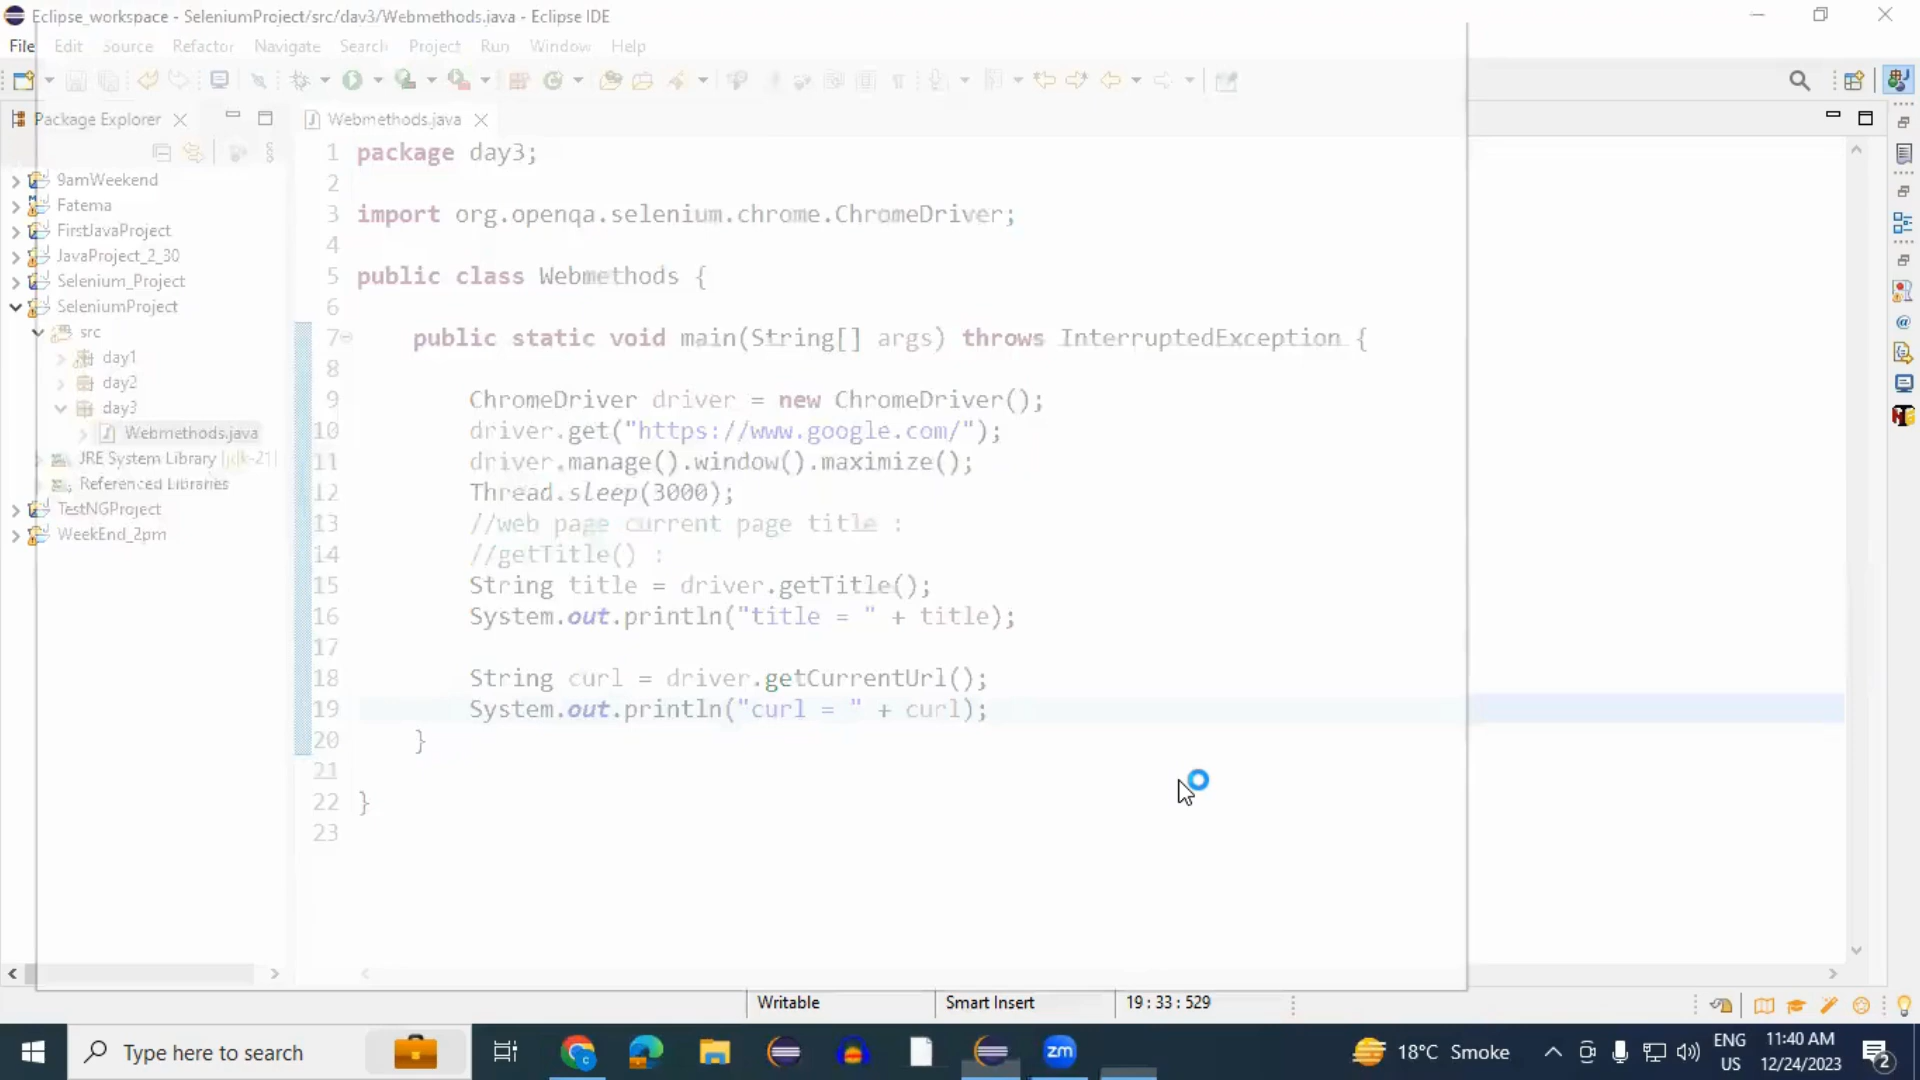 Eclipse_workspace - SeleniumProject/src/day3/Webmethods.java - Eclipse IDE
File Edit Source Refactor Navigate Search Project Run Window Help
Package Explorer
Webmethods.java
9amWeekend
Fatema
FirstJavaProject
JavaProject_2_30
Selenium_Project
SeleniumProject
src
day1
day2
day3
Webmethods.java
JRE System Library [jdk-21]
Referenced Libraries
TestNGProject
WeekEnd_2pm
1 package day3;
2
3 import org.openqa.selenium.chrome.ChromeDriver;
4
5 public class Webmethods {
6
7 public static void main(String[] args) throws InterruptedException {
8
9 ChromeDriver driver = new ChromeDriver();
10 driver.get("https://www.google.com/");
11 driver.manage().window().maximize();
12 Thread.sleep(3000);
13 //web page current page title :
14 //getTitle() :
15 String title = driver.getTitle();
16 System.out.println("title = " + title);
17
18 String curl = driver.getCurrentUrl();
19 System.out.println("curl = " + curl);
20 }
21
22 }
23
Writable Smart Insert 19 : 33 : 529
Type here to search
zm
18°C Smoke
ENG
US
11:40 AM
12/24/2023
2